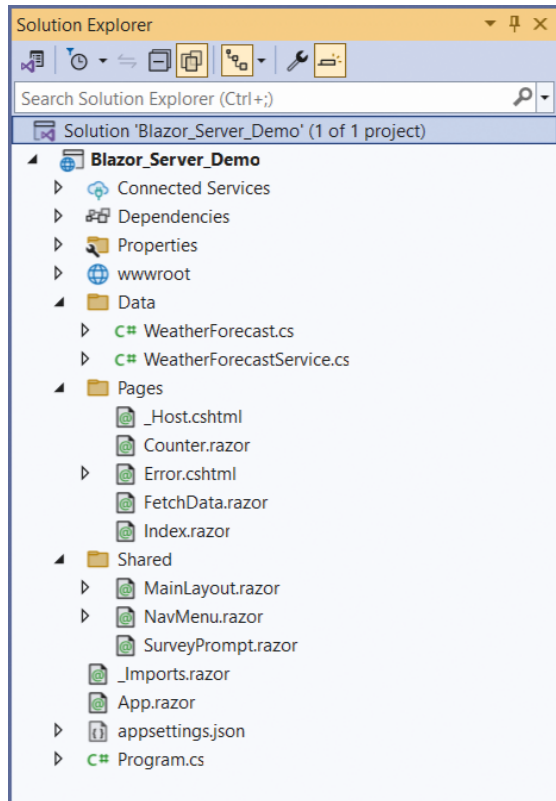 Solution Explorer
Search Solution Explorer (Ctrl+;)
Solution 'Blazor_Server_Demo' (1 of 1 project)
Blazor_Server_Demo
Connected Services
Dependencies
Properties
wwwroot
Data
C# WeatherForecast.cs
C# WeatherForecastService.cs
Pages
_Host.cshtml
Counter.razor
Error.cshtml
FetchData.razor
Index.razor
Shared
MainLayout.razor
NavMenu.razor
SurveyPrompt.razor
_Imports.razor
App.razor
appsettings.json
C# Program.cs